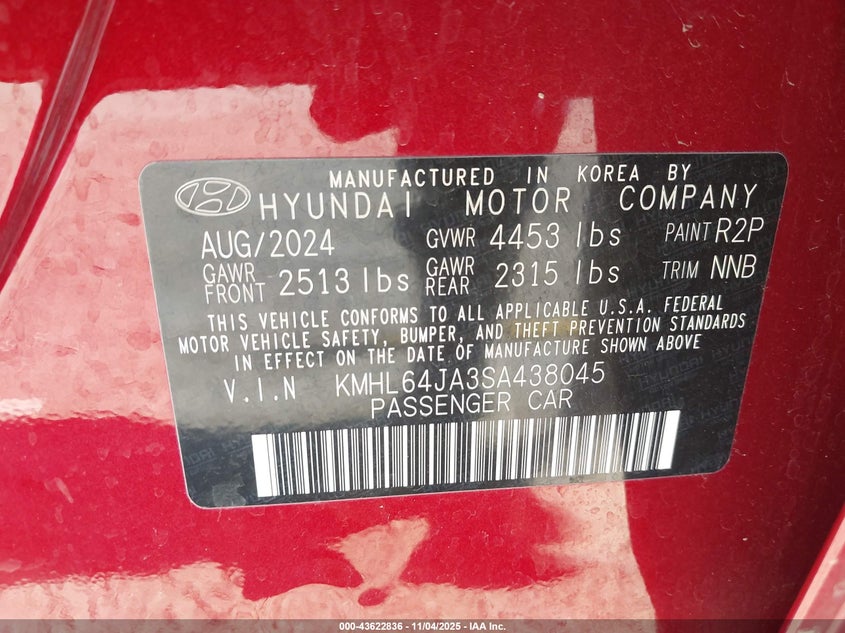 MANUFACTURED IN KOREA BY
HYUNDAI MOTOR COMPANY
AUG/2024 GVWR 4453 lbs PAINT R2P
GAWR FRONT 2513 lbs GAWR REAR 2315 lbs TRIM NNB
THIS VEHICLE CONFORMS TO ALL APPLICABLE U.S.A. FEDERAL
MOTOR VEHICLE SAFETY, BUMPER, AND THEFT PREVENTION STANDARDS
IN EFFECT ON THE DATE OF MANUFACTURE SHOWN ABOVE
V.I.N KMHL64JA3SA438045
PASSENGER CAR
000-43622836 - 11/04/2025 - IAA Inc.